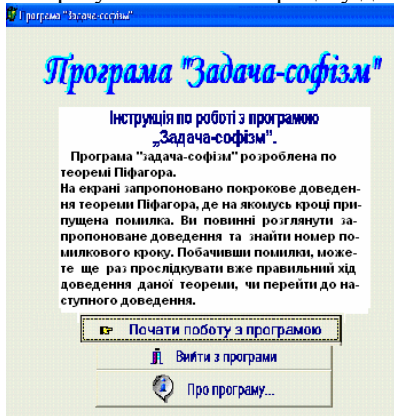 Програма "Задача-софізм"
Програма "Задача-софізм"
Інструкція по роботі з програмою
„Задача-софізм”.
Програма "задача-софізм" розроблена по
теоремі Піфагора.
На екрані запропоновано покрокове доведен-
ня теореми Піфагора, де на якомусь кроці при-
пущена помилка. Ви повинні розглянути за-
пропоноване доведення та знайти номер по-
милкового кроку. Побачивши помилки, може-
те ще раз прослідкувати вже правильний хід
доведення даної теореми, чи перейти до на-
ступного доведення.
Почати роботу з програмою
Вийти з програми
Про програму...